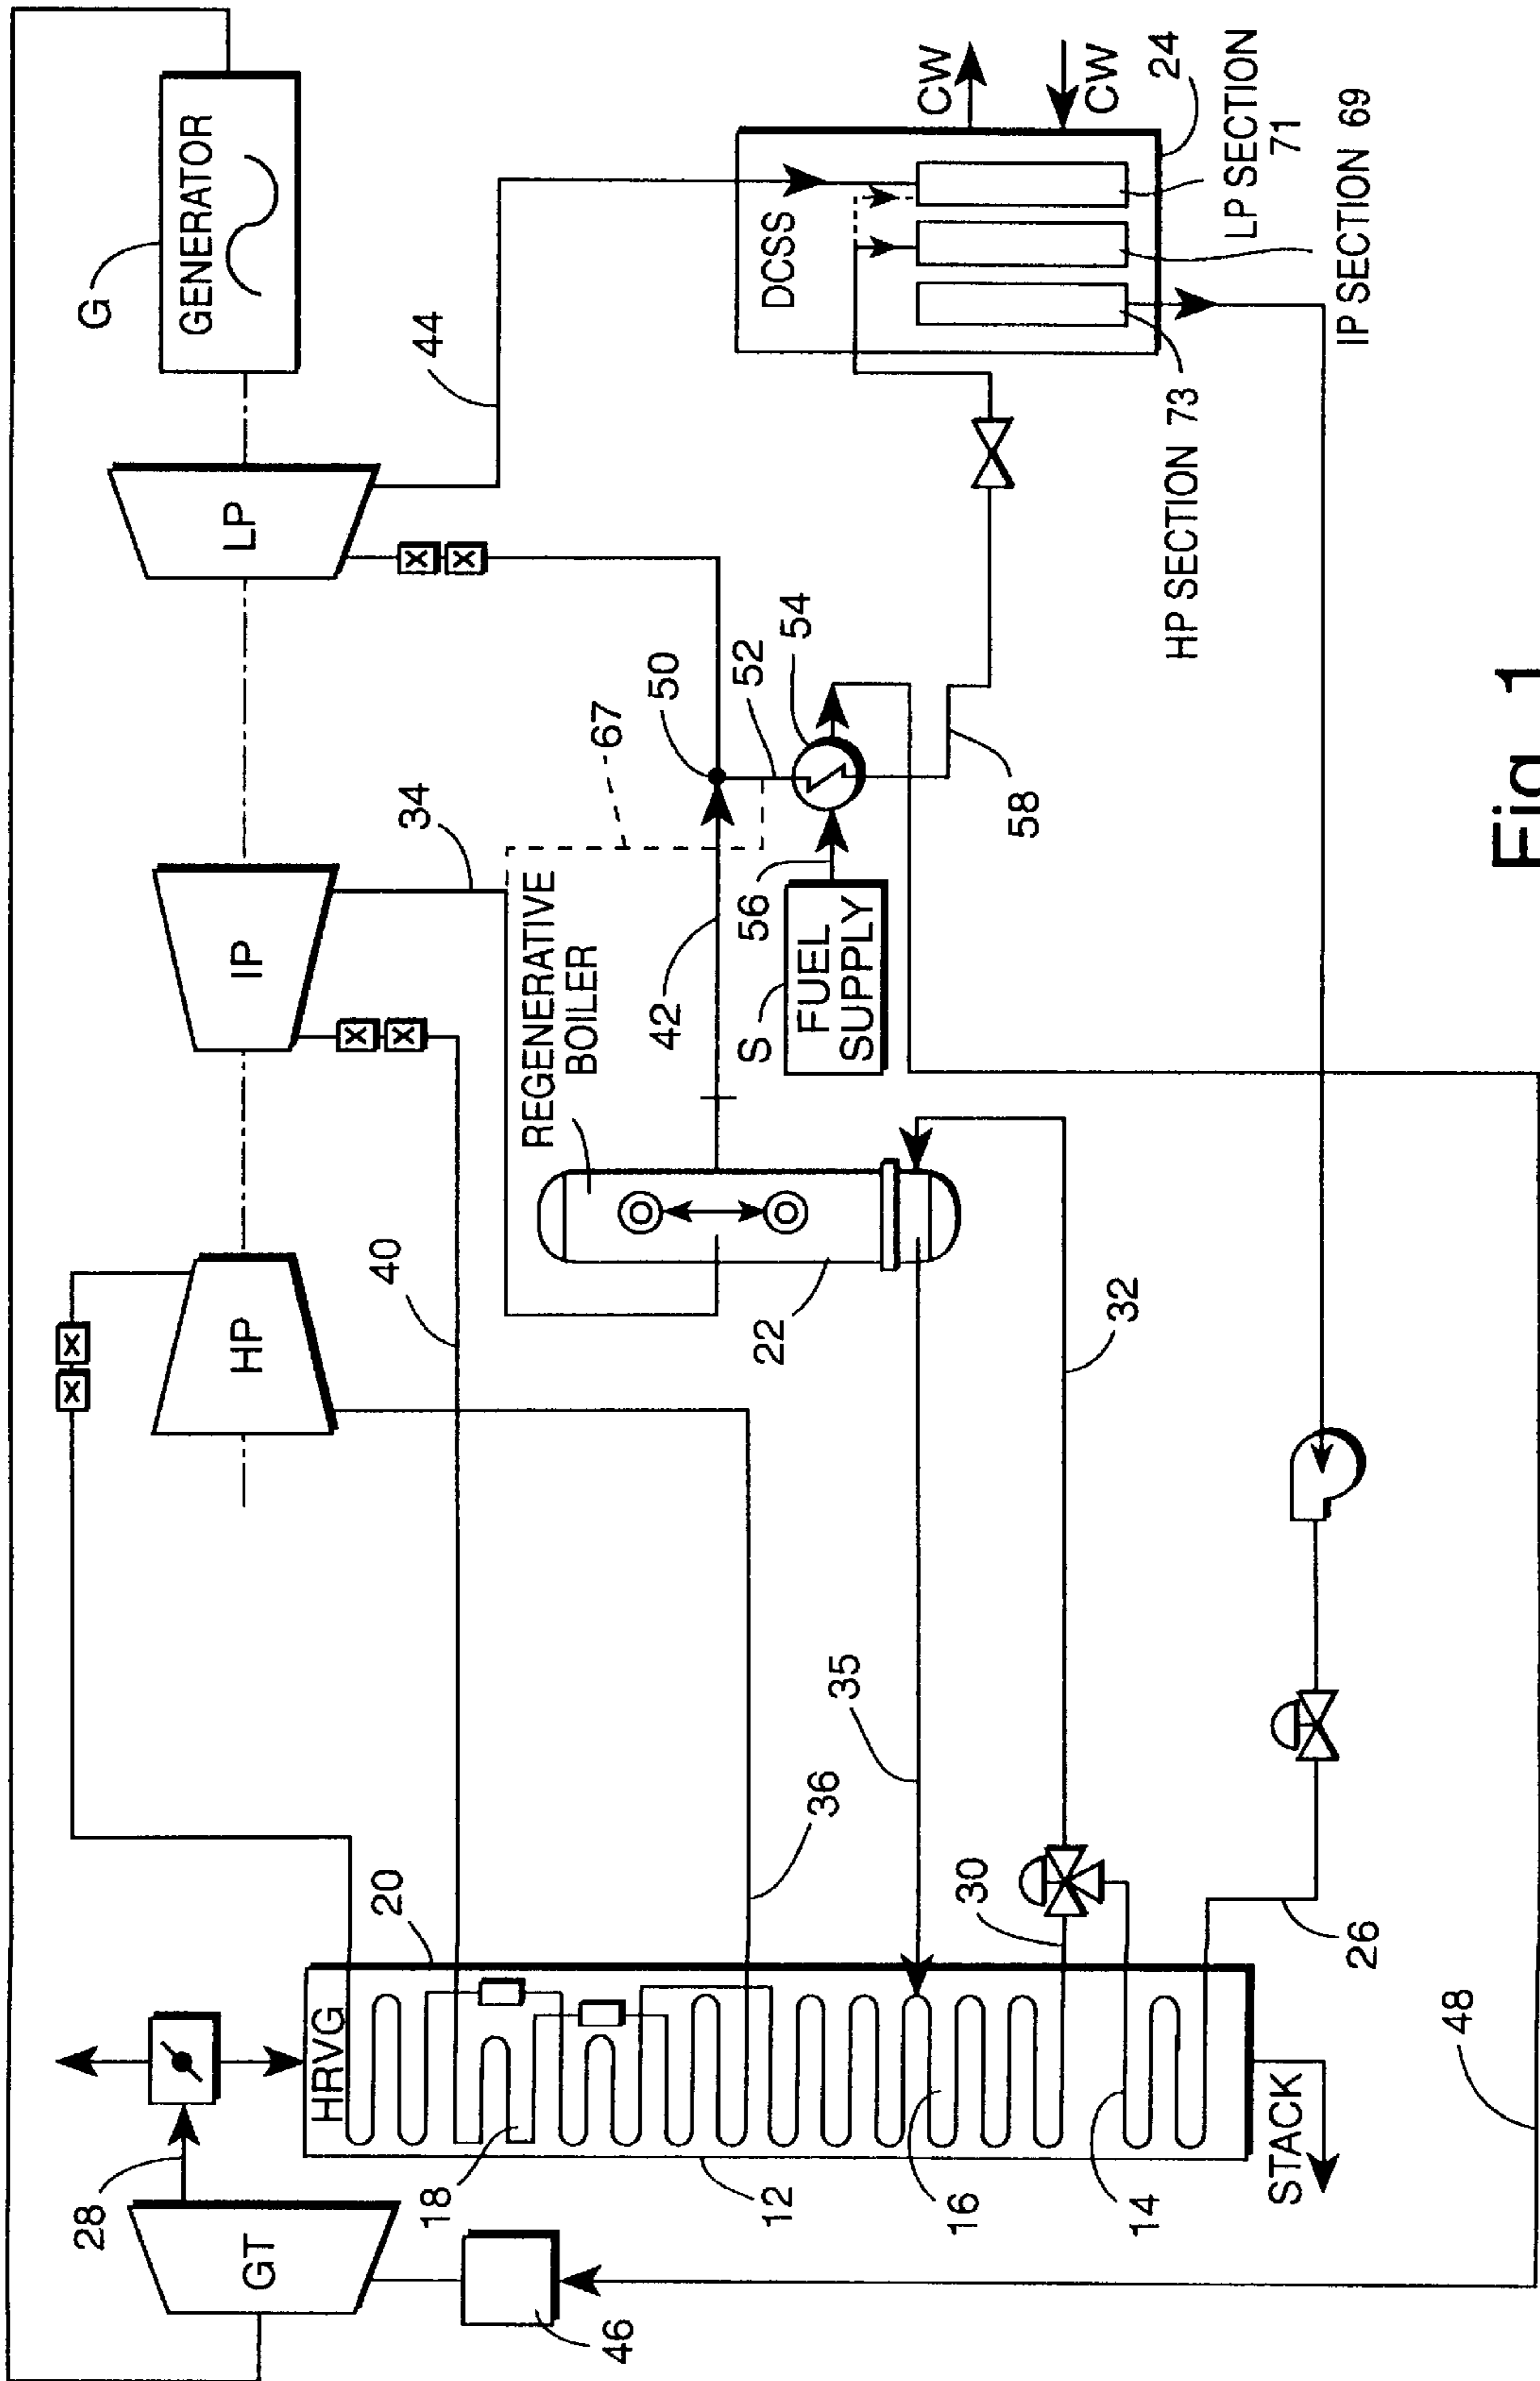 G
GENERATOR
LP
44
IP
34
HP
40
67
50
52
54
42
REGENERATIVE
BOILER
56
S
FUEL
SUPPLY
58
22
32
DCSS
CW
CW
24
LP SECTION
71
IP SECTION 69
HP SECTION 73
28
GT
46
HRVG
20
18
12
16
14
36
35
30
26
STACK
48
Fig. 1